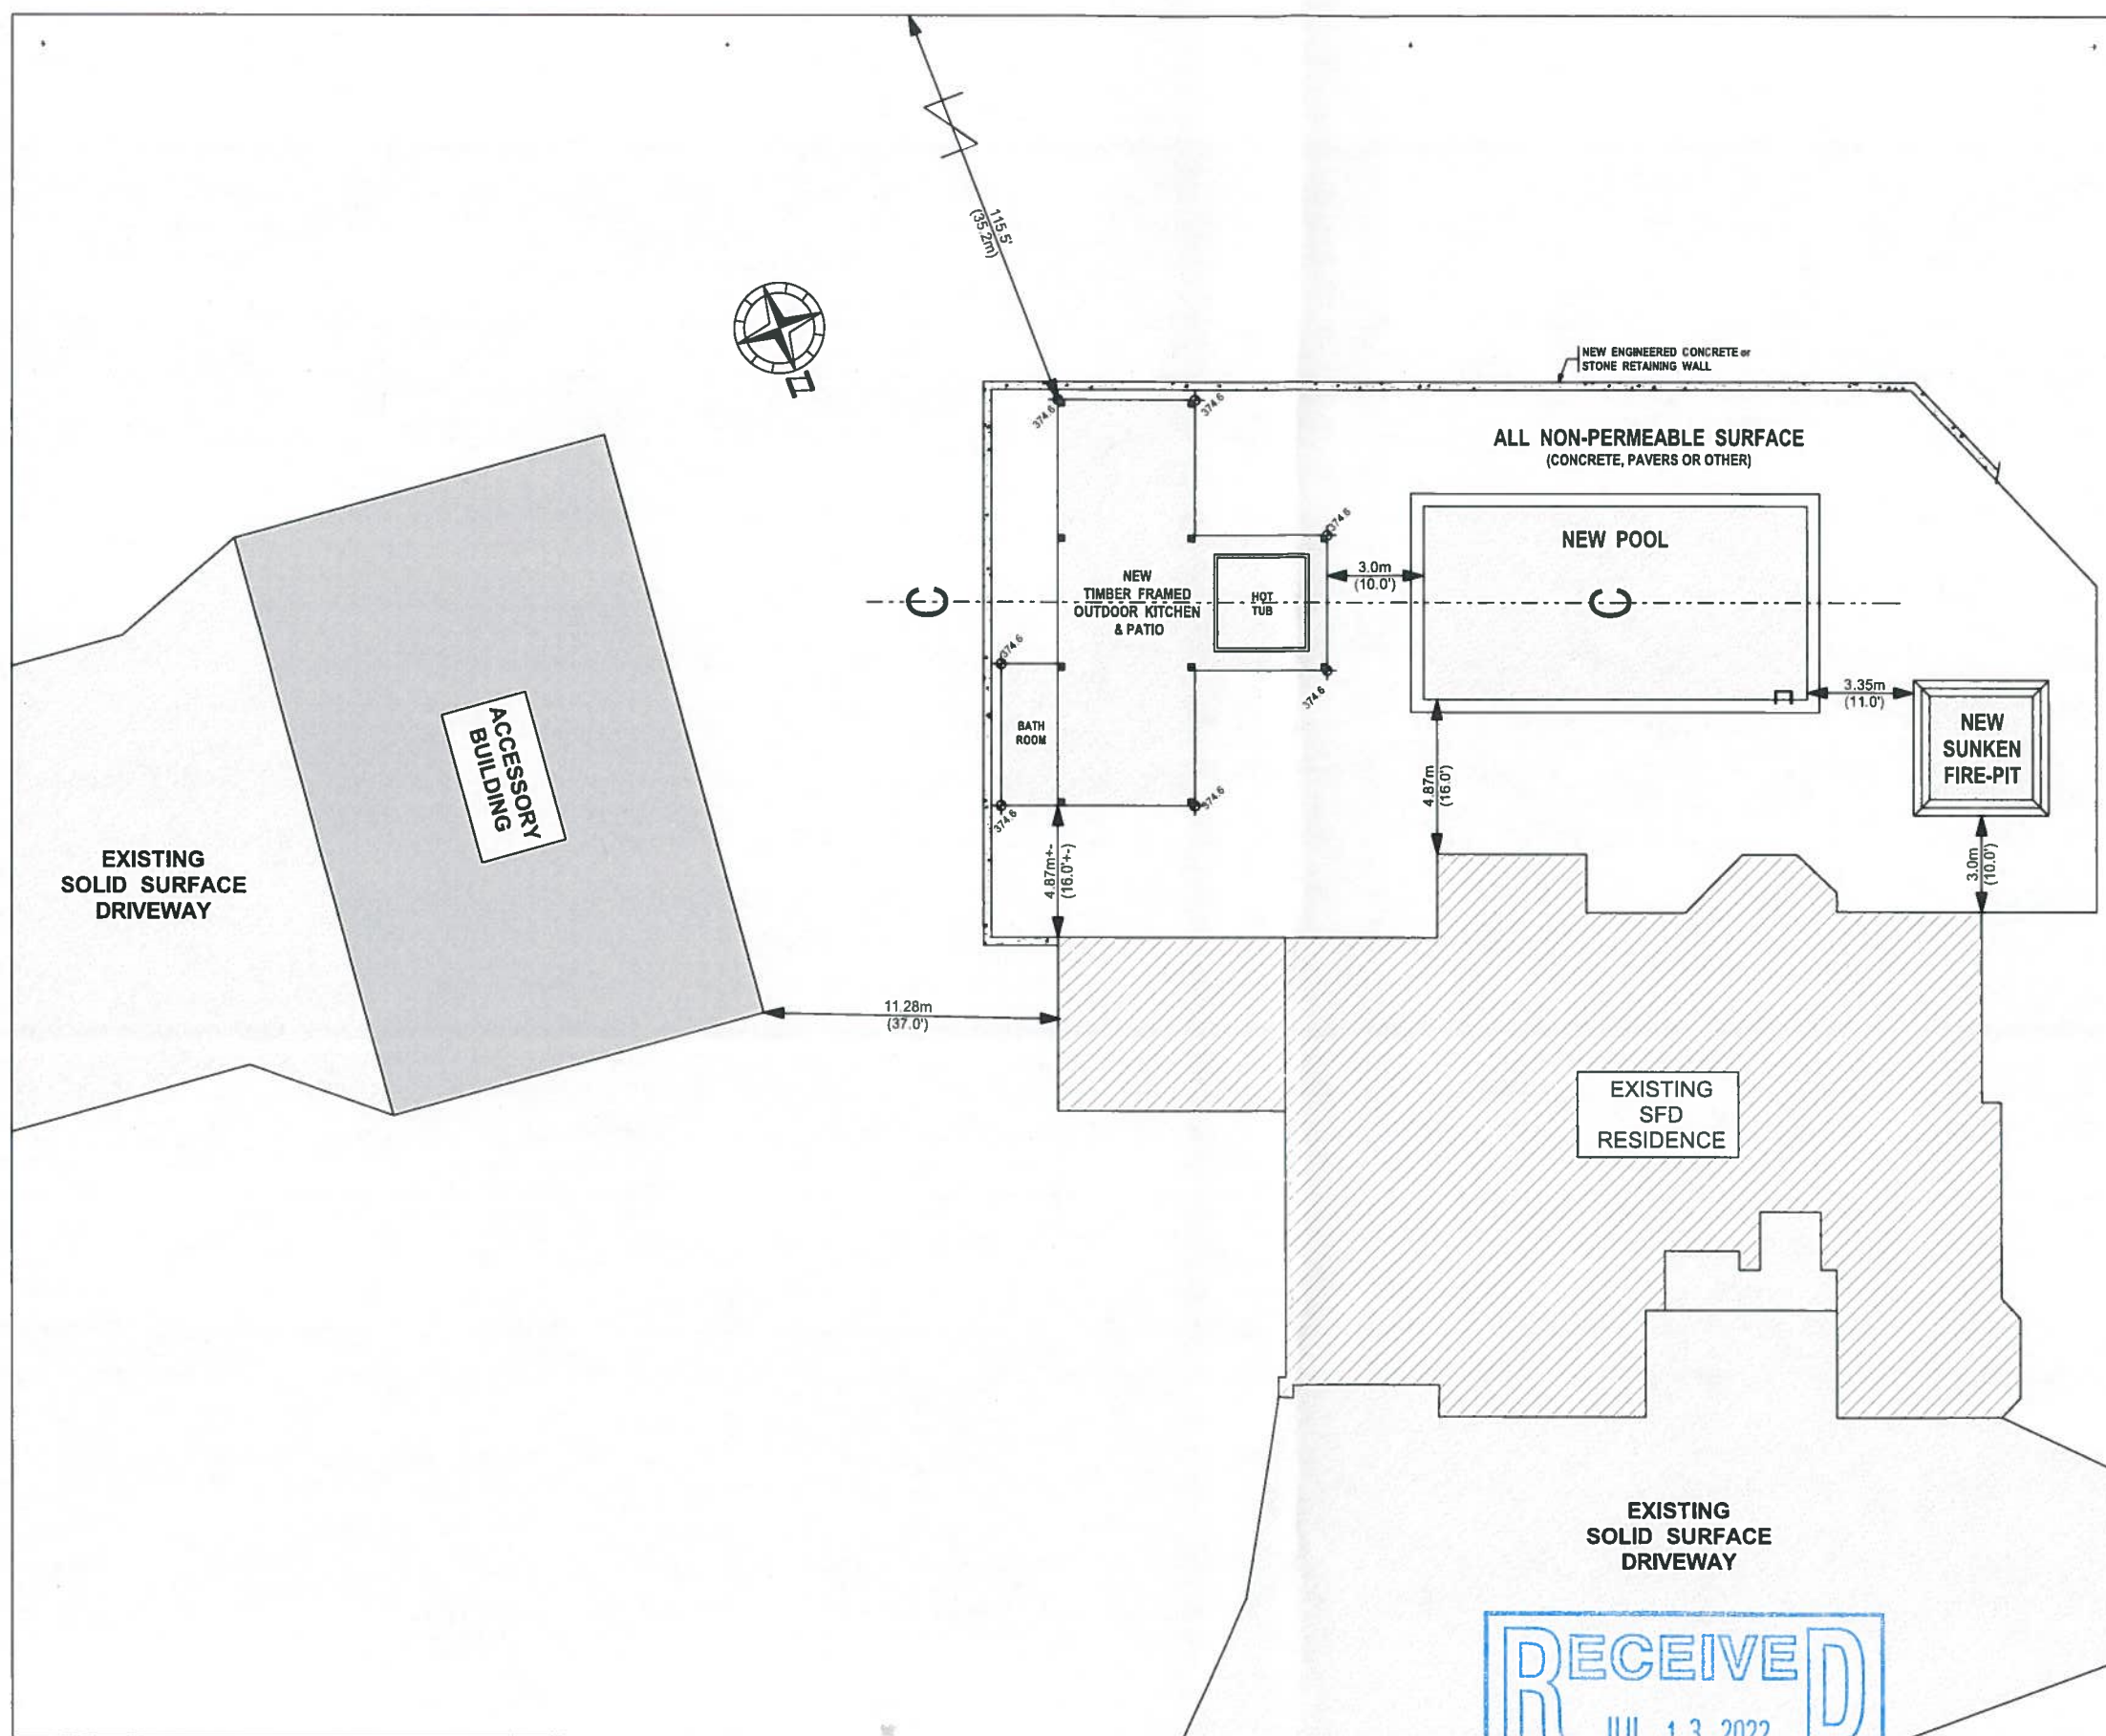 115.5'
(35.2m)
NEW ENGINEERED CONCRETE or
STONE RETAINING WALL
374.6
374.6
ALL NON-PERMEABLE SURFACE
(CONCRETE, PAVERS OR OTHER)
374.6
NEW POOL
NEW
TIMBER FRAMED
OUTDOOR KITCHEN
& PATIO
HOT
TUB
3.0m
(10.0')
C
C
374.6
374.6
BATH
ROOM
3.35m
(11.0')
NEW
SUNKEN
FIRE-PIT
ACCESSORY
BUILDING
4.87m
(16.0')
374.6
374.6
4.87m+-
(16.0'+-)
3.0m
(10.0')
EXISTING
SOLID SURFACE
DRIVEWAY
11.28m
(37.0')
EXISTING
SFD
RESIDENCE
EXISTING
SOLID SURFACE
DRIVEWAY
RECEIVED
JUL 13 2022